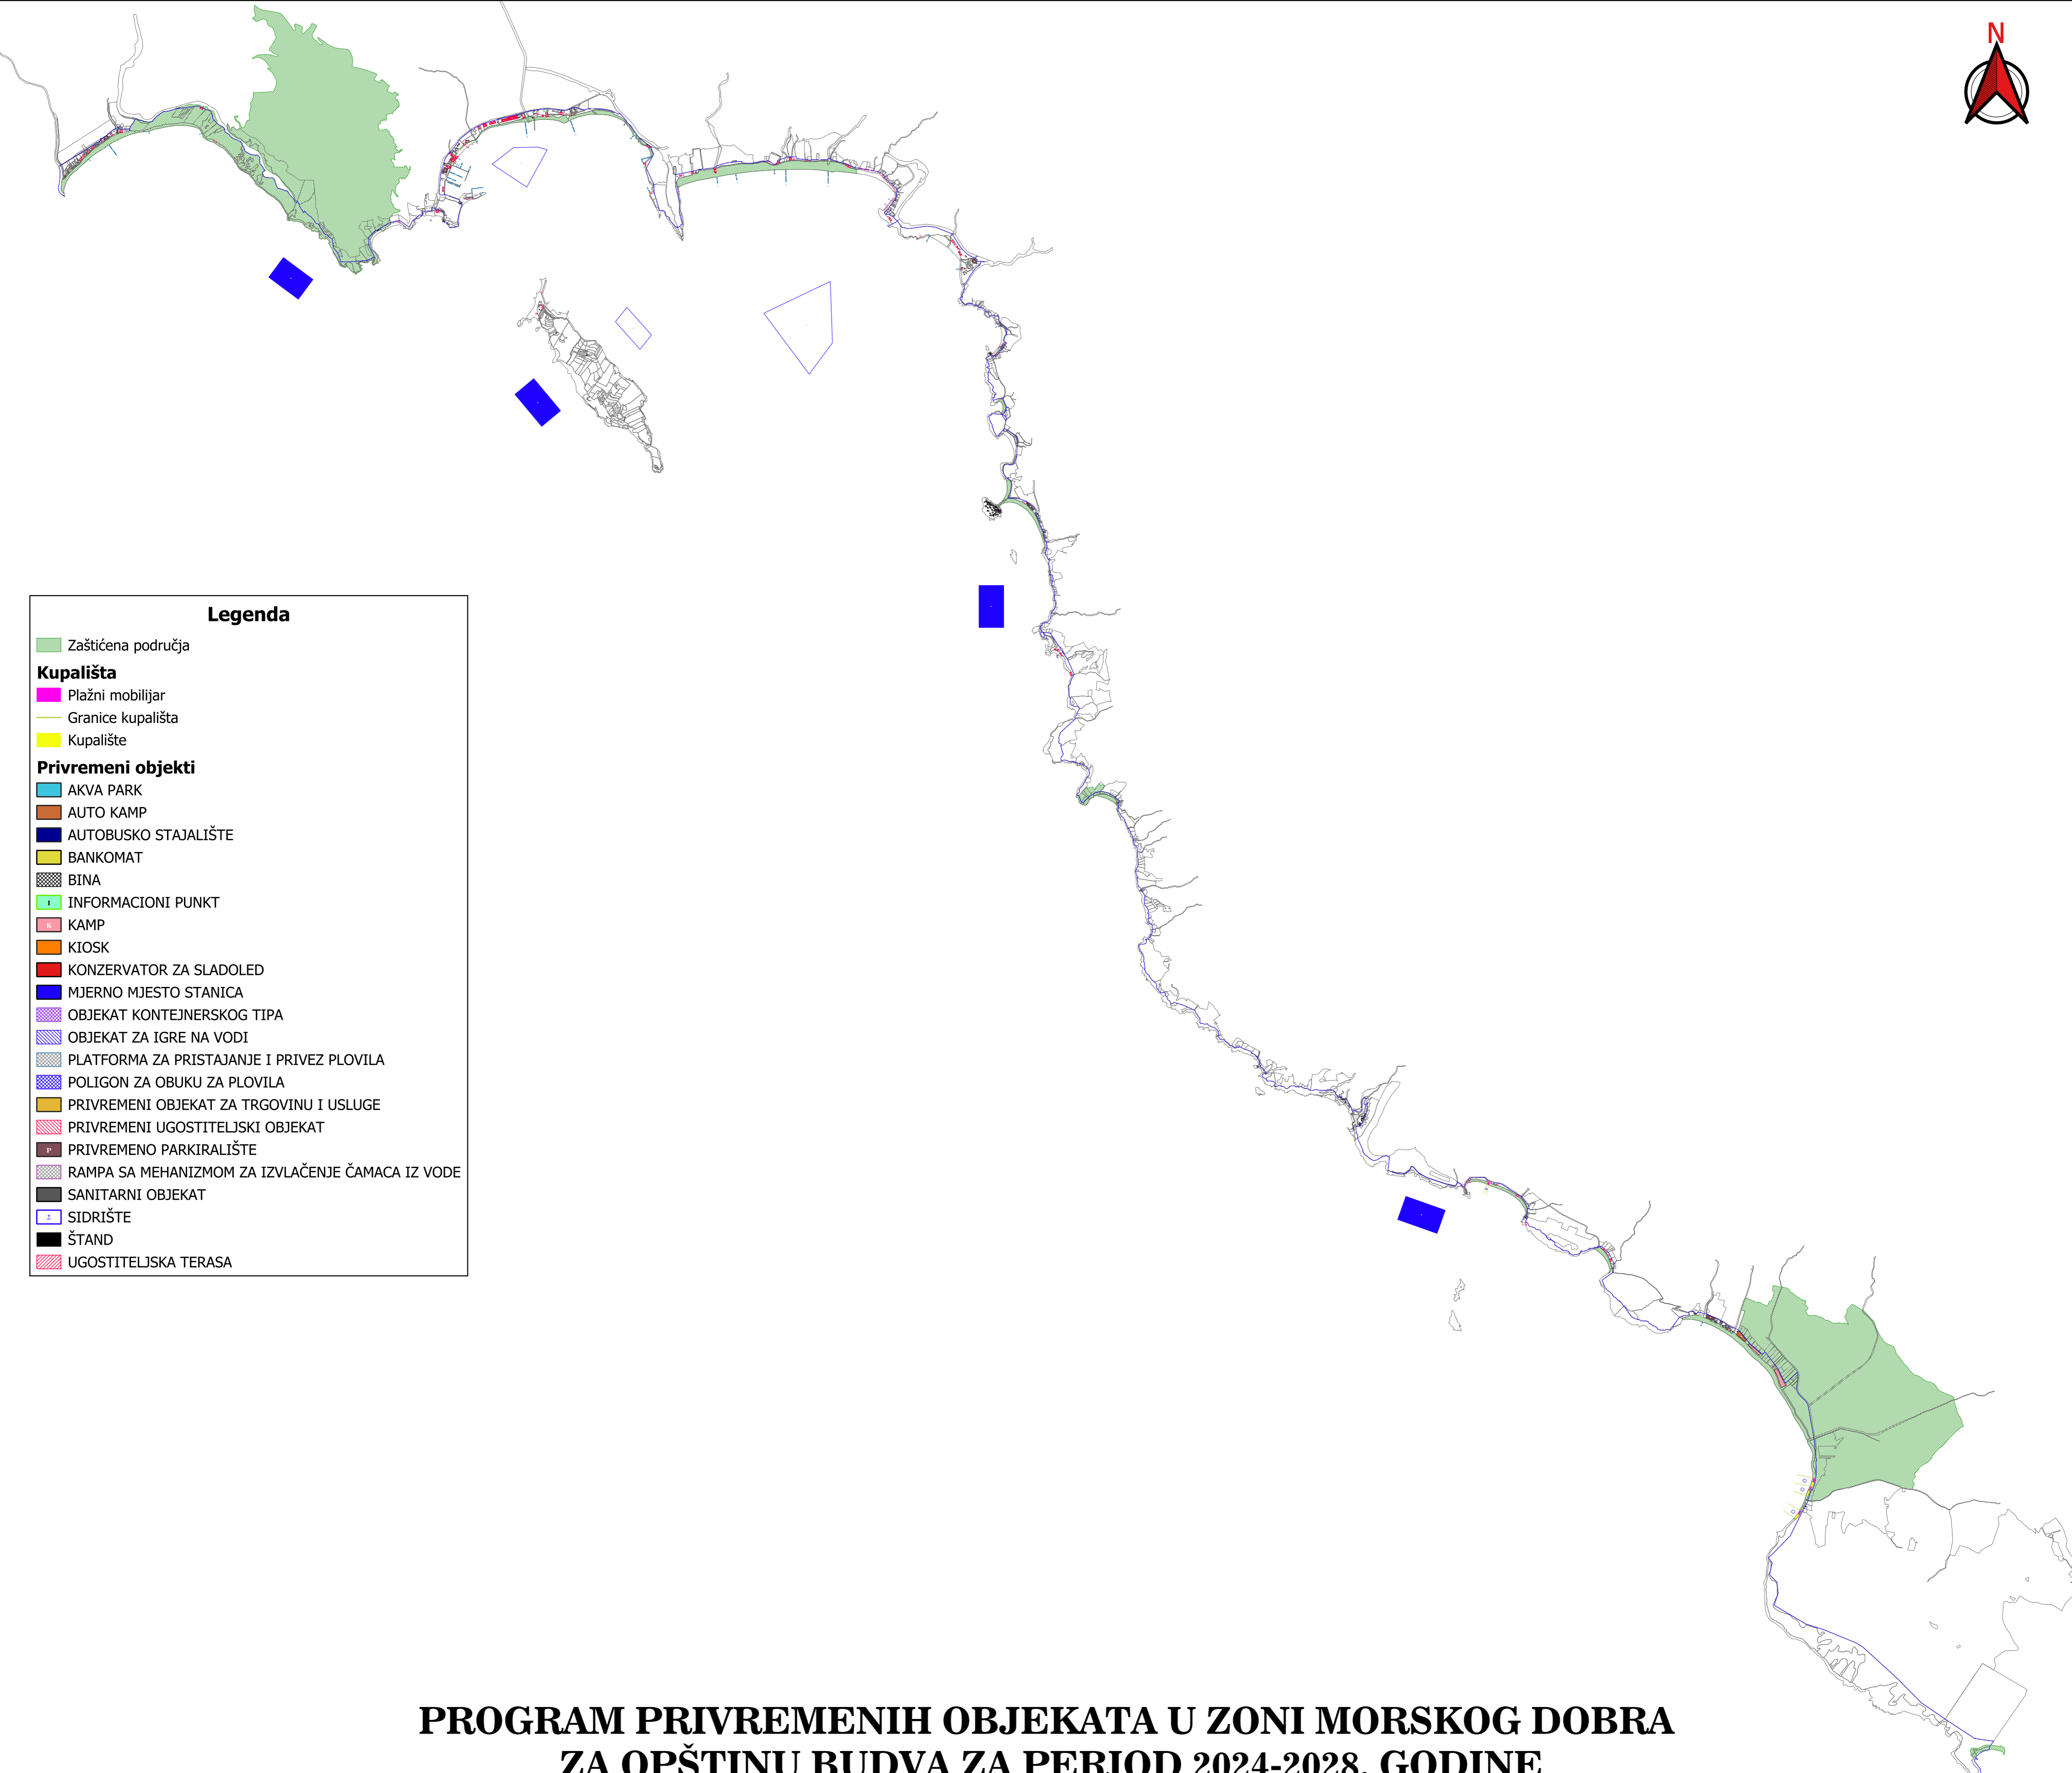 N
Legenda
Zaštićena područja
Kupališta
Plažni mobilijar
Granice kupališta
Kupalište
Privremeni objekti
AKVA PARK
AUTO KAMP
AUTOBUSKO STAJALIŠTE
BANKOMAT
BINA
I INFORMACIONI PUNKT
K KAMP
KIOSK
KONZERVATOR ZA SLADOLED
MJERNO MJESTO STANICA
OBJEKAT KONTEJNERSKOG TIPA
OBJEKAT ZA IGRE NA VODI
PLATFORMA ZA PRISTAJANJE I PRIVEZ PLOVILA
POLIGON ZA OBUKU ZA PLOVILA
PRIVREMENI OBJEKAT ZA TRGOVINU I USLUGE
PRIVREMENI UGOSTITELJSKI OBJEKAT
P PRIVREMENO PARKIRALIŠTE
RAMPA SA MEHANIZMOM ZA IZVLAČENJE ČAMACA IZ VODE
SANITARNI OBJEKAT
SIDRIŠTE
ŠTAND
UGOSTITELJSKA TERASA
PROGRAM PRIVREMENIH OBJEKATA U ZONI MORSKOG DOBRA
ZA OPŠTINU BUDVA ZA PERIOD 2024-2028. GODINE